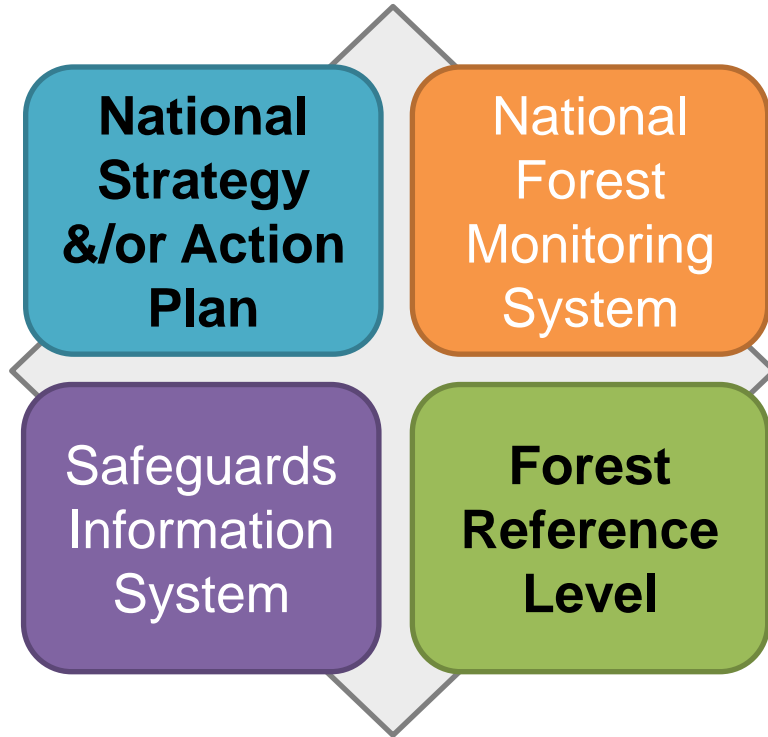 National
Strategy
&/or Action
Plan
National
Forest
Monitoring
System
Safeguards
Information
System
Forest
Reference
Level